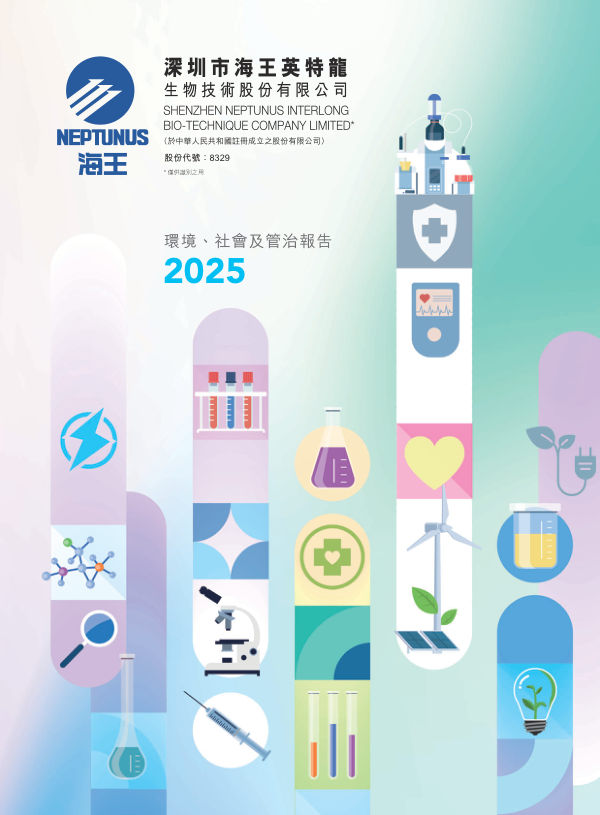 NEPTUNUS
海王
深圳市海王英特龍
生物技術股份有限公司
SHENZHEN NEPTUNUS INTERLONG
BIO-TECHNIQUE COMPANY LIMITED*
(於中華人民共和國註冊成立之股份有限公司)
股份代號：8329
* 僅供識別之用
環境、社會及管治報告
2025